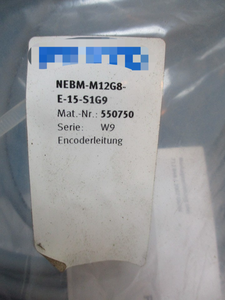 NEBM-M12G8-
E-15-S1G9
Mat.-Nr.: 550750
Serie: W9
Encoderleitung